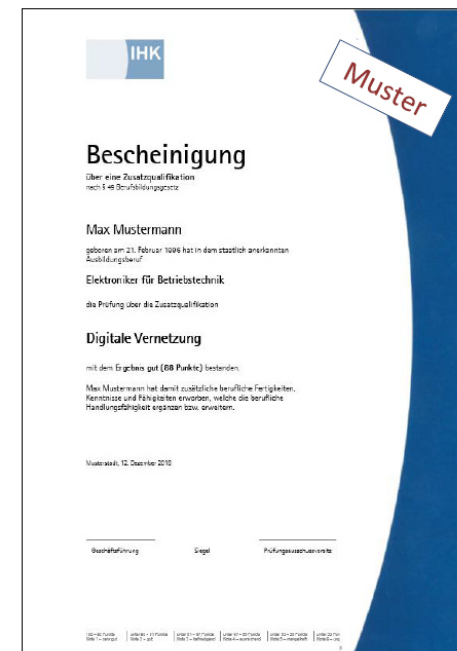 IHK
Muster
Bescheinigung
über eine Zusatzqualifikation
nach § 49 Berufsbildungsgesetz
Max Mustermann
geboren am 21. Februar 1996 hat in dem staatlich anerkannten
Ausbildungsberuf
Elektroniker für Betriebstechnik
die Prüfung über die Zusatzqualifikation
Digitale Vernetzung
mit dem Ergebnis gut (88 Punkte) bestanden.
Max Mustermann hat damit zusätzliche berufliche Fertigkeiten,
Kenntnisse und Fähigkeiten erworben, welche die berufliche
Handlungsfähigkeit ergänzen bzw. erweitern.
Musterstadt, 12. Dezember 2018
Geschäftsführung Siegel Prüfungsausschussvorsitz